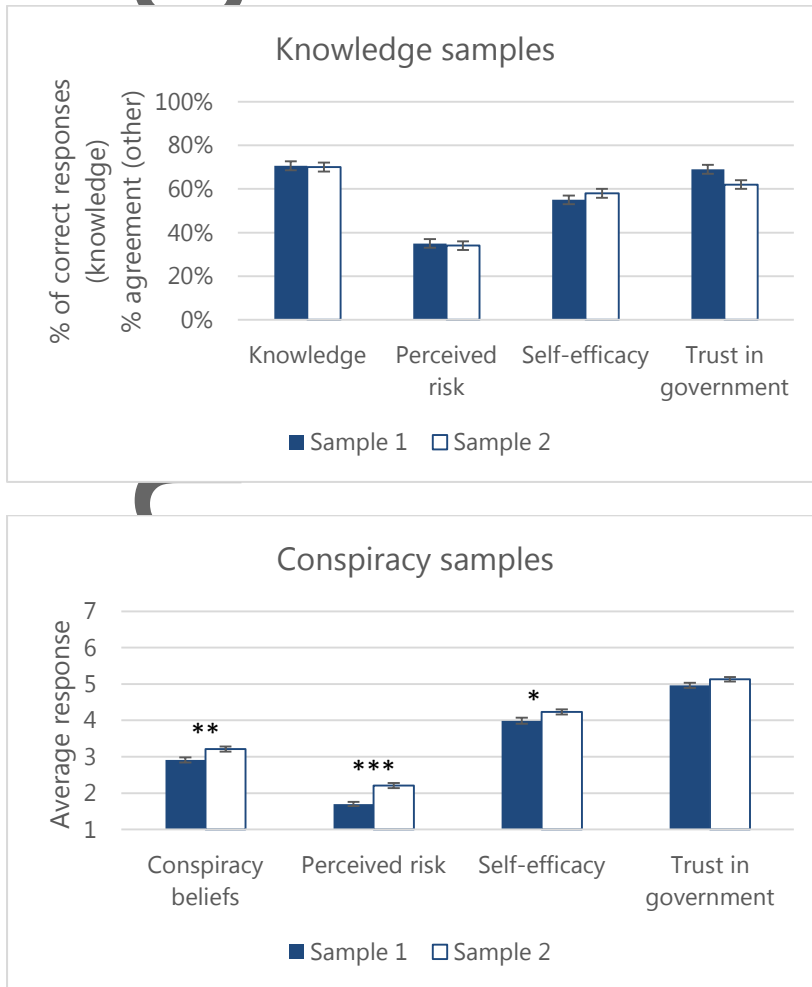 Knowledge samples
% of correct responses
(knowledge)
% agreement (other)
100%
80%
60%
40%
20%
0%
Knowledge
Perceived
risk
Self-efficacy
Trust in
government
Sample 1
Sample 2
Conspiracy samples
Average response
7
6
5
4
3
2
1
**
***
*
Conspiracy
beliefs
Perceived risk
Self-efficacy
Trust in
government
Sample 1
Sample 2